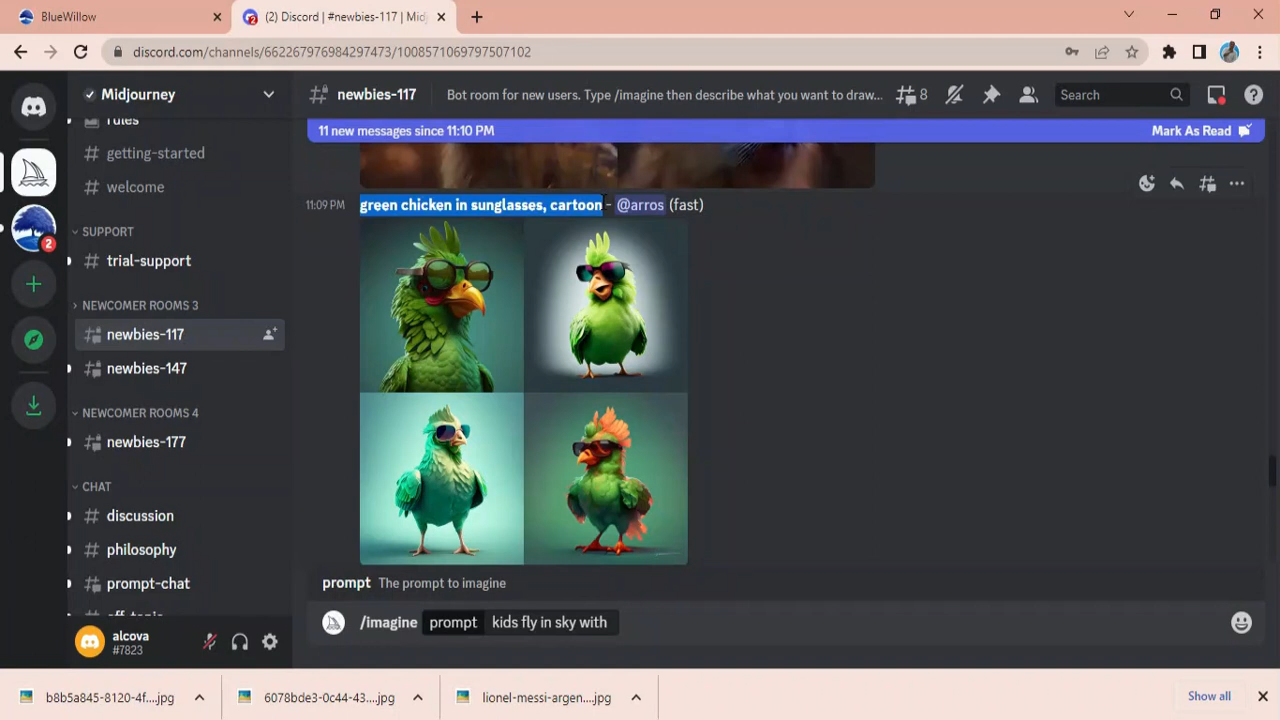 BlueWillow
(2) Discord | #newbies-117 | Midj
discord.com/channels/662267976984297473/1008571069797507102
Midjourney
newbies-117
Bot room for new users. Type /imagine then describe what you want to draw...
8
Search
11 new messages since 11:10 PM
Mark As Read
rules
getting-started
welcome
SUPPORT
trial-support
NEWCOMER ROOMS 3
newbies-117
newbies-147
NEWCOMER ROOMS 4
newbies-177
CHAT
discussion
philosophy
prompt-chat
off-topic
2
11:09 PM
green chicken in sunglasses, cartoon - @arros (fast)
prompt The prompt to imagine
/imagine prompt kids fly in sky with
alcova
#7823
b8b5a845-8120-4f....jpg
6078bde3-0c44-43....jpg
lionel-messi-argen....jpg
Show all